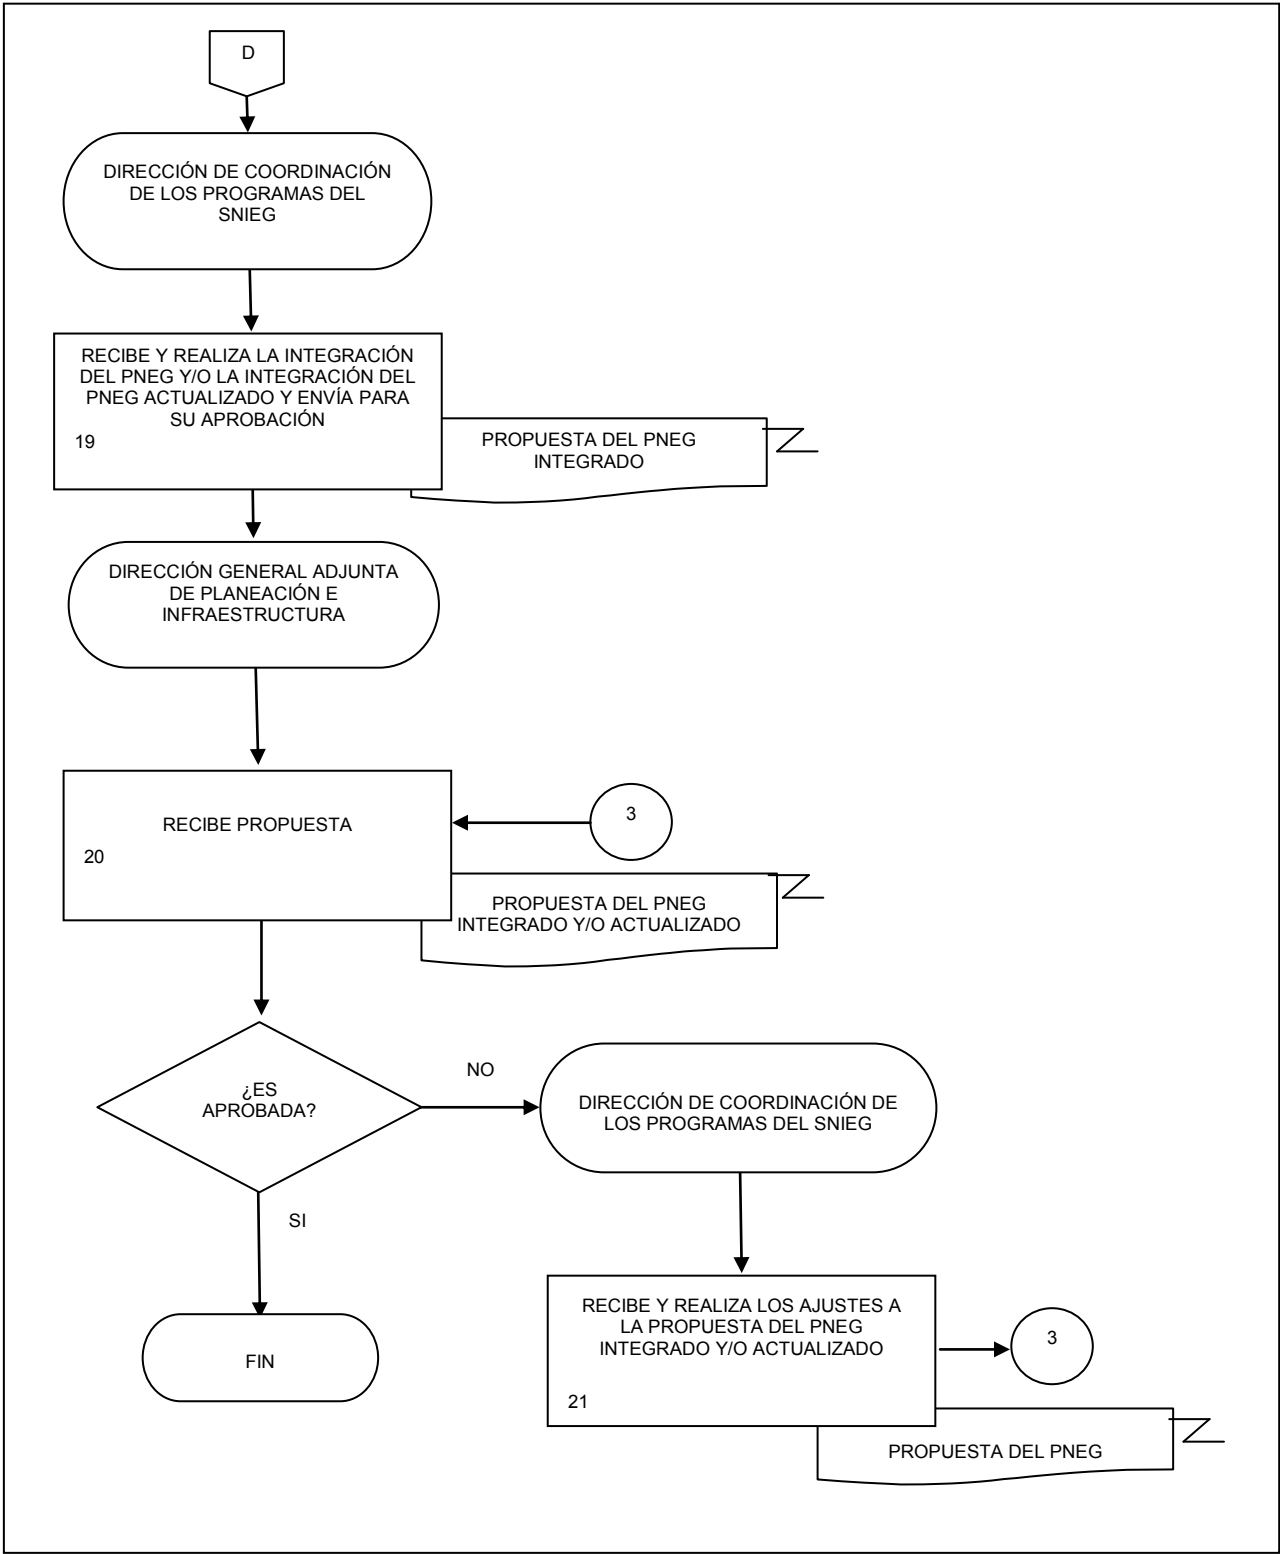 D
DIRECCIÓN DE COORDINACIÓN
DE LOS PROGRAMAS DEL
SNIEG
RECIBE Y REALIZA LA INTEGRACIÓN
DEL PNEG Y/O LA INTEGRACIÓN DEL
PNEG ACTUALIZADO Y ENVÍA PARA
SU APROBACIÓN
19
PROPUESTA DEL PNEG
INTEGRADO
DIRECCIÓN GENERAL ADJUNTA
DE PLANEACIÓN E
INFRAESTRUCTURA
RECIBE PROPUESTA
20
3
PROPUESTA DEL PNEG
INTEGRADO Y/O ACTUALIZADO
¿ES
APROBADA?
NO
DIRECCIÓN DE COORDINACIÓN DE
LOS PROGRAMAS DEL SNIEG
SI
FIN
RECIBE Y REALIZA LOS AJUSTES A
LA PROPUESTA DEL PNEG
INTEGRADO Y/O ACTUALIZADO
21
3
PROPUESTA DEL PNEG